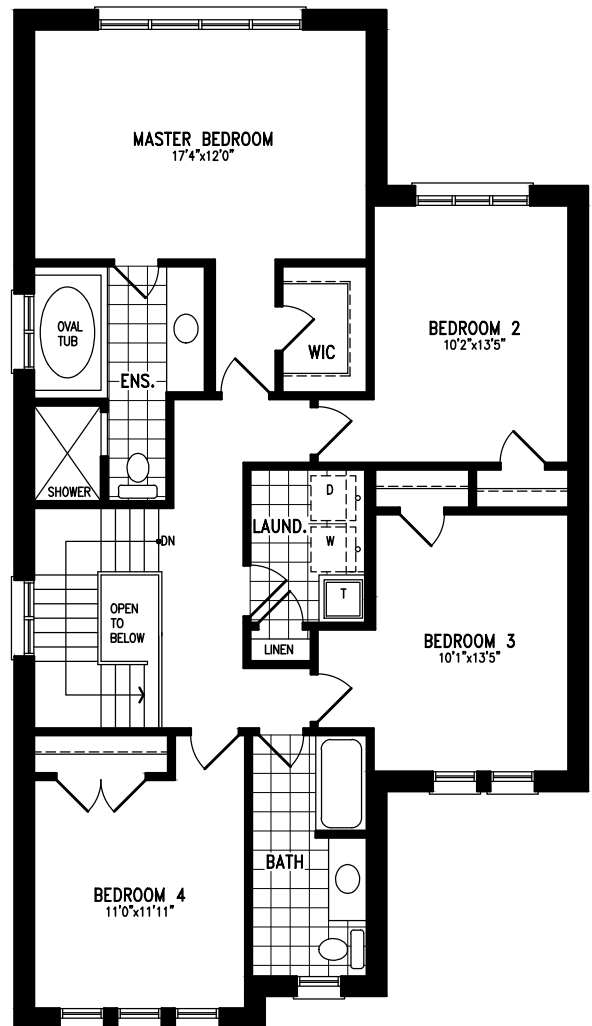 MASTER BEDROOM
17'4"x12'0"
BEDROOM 2
10'2"x13'5"
OVAL
TUB
WIC
ENS.
SHOWER
D
LAUND.
W
DN
T
OPEN
TO
BELOW
BEDROOM 3
10'1"x13'5"
LINEN
BATH
BEDROOM 4
11'0"x11'11"